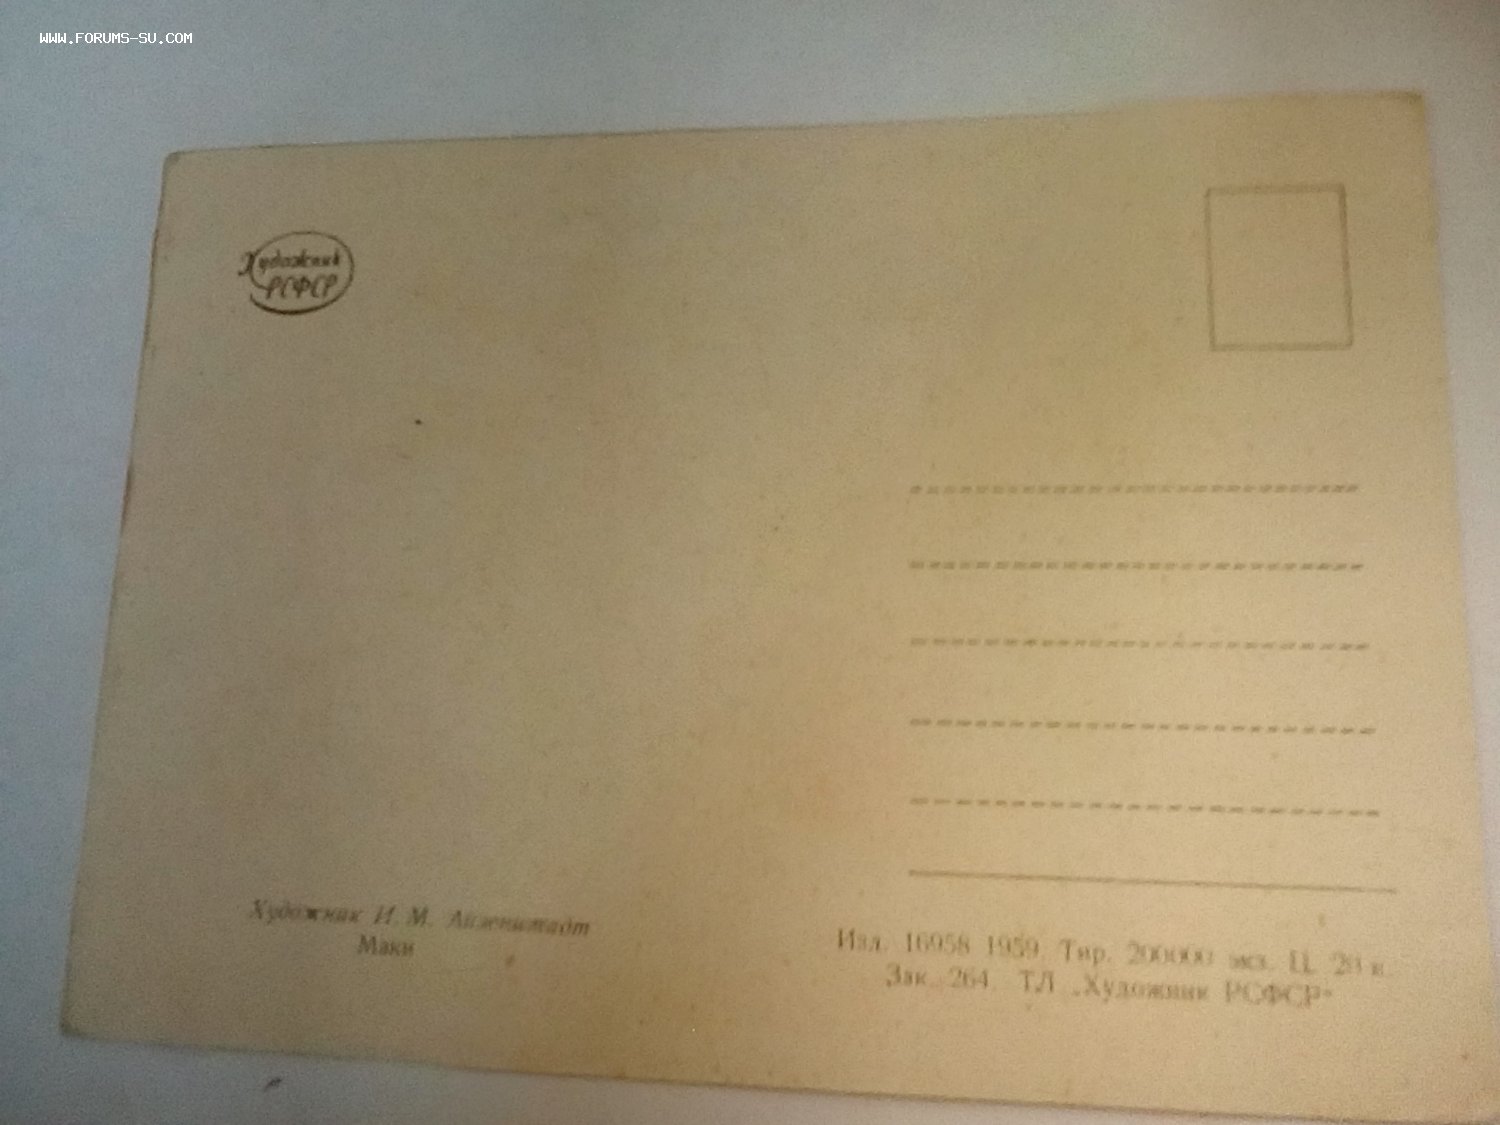 WWW.FORUMS-SU.COM
Художник
РСФСР
Художник И. М. Айзенштадт
Маки
Изд. 16958 1959. Тир. 200000 экз. Ц. 20 к.
Зак. 264. ТЛ „Художник РСФСР"